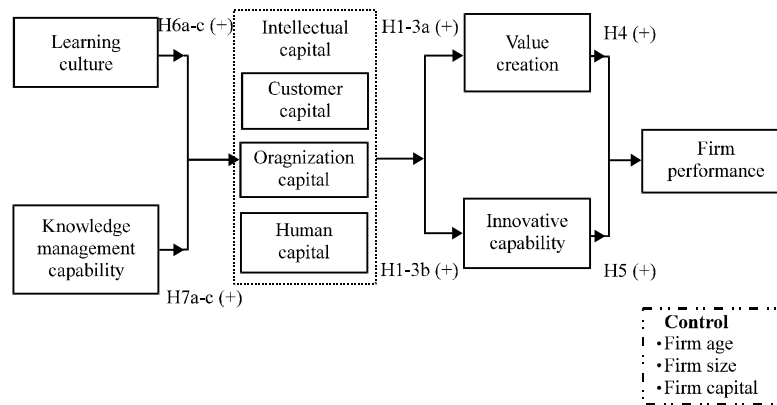 H6a-c (+)
Learning
culture
Knowledge
management
capability
H7a-c (+)
Intellectual
capital
Customer
capital
Oragnization
capital
Human
capital
H1-3a (+)
H1-3b (+)
Value
creation
Innovative
capability
H4 (+)
H5 (+)
Firm
performance
Control
•Firm age
•Firm size
•Firm capital